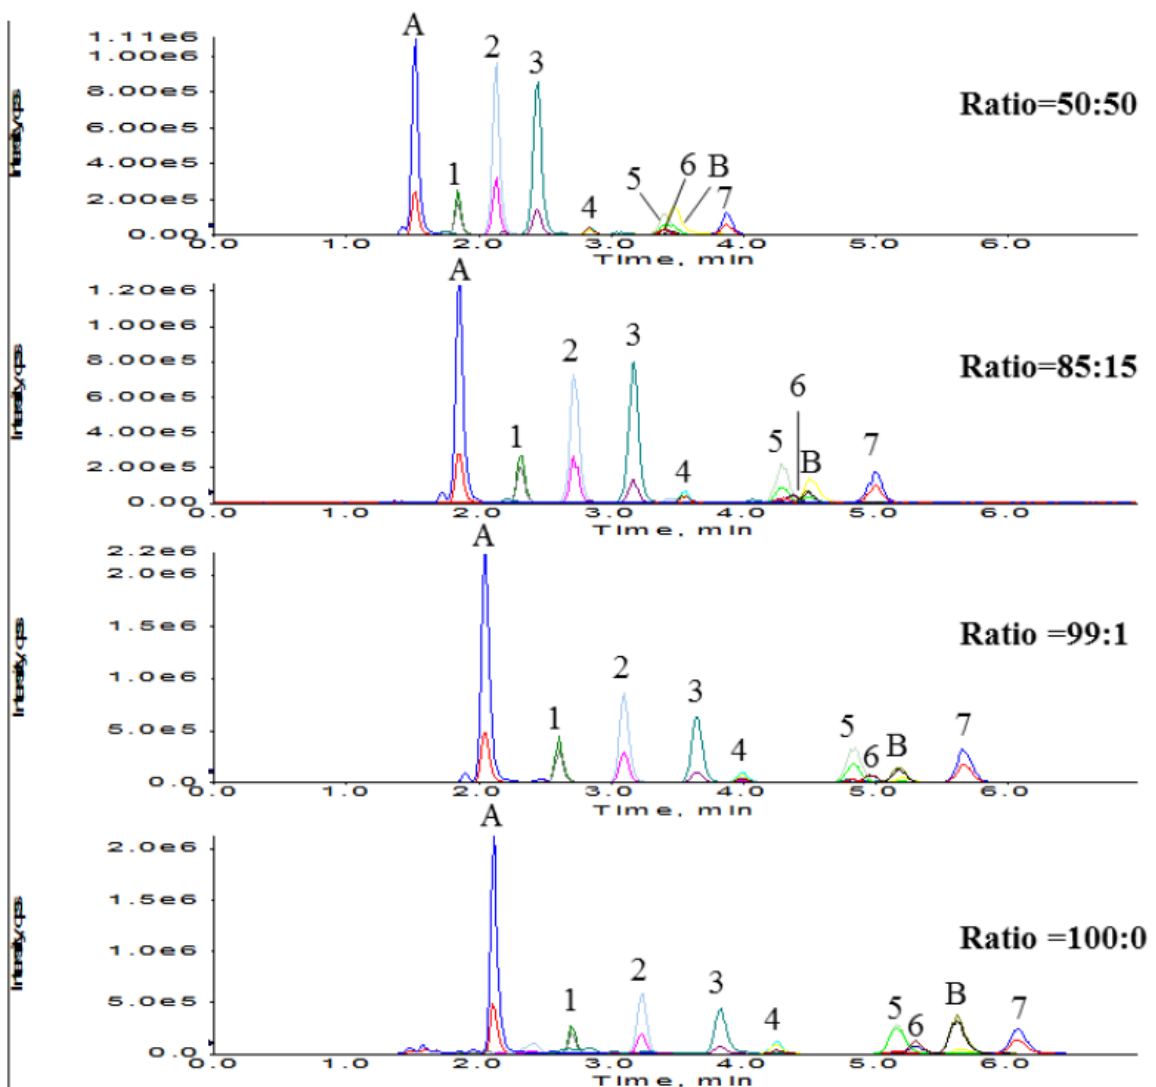 A
1.11e6
1.00e6
8.00e5
6.00e5
4.00e5
2.00e5
0.00
1 2 3 4 5 6 B 7
Ratio=50:50
0.0 1.0 2.0 3.0 4.0 5.0 6.0
Time, min
A
1.20e6
1.00e6
8.00e5
6.00e5
4.00e5
2.00e5
0.00
1 2 3 4 5 6 B 7
Ratio=85:15
0.0 1.0 2.0 3.0 4.0 5.0 6.0
Time, min
A
2.2e6
2.0e6
1.5e6
1.0e6
5.0e5
0.0
1 2 3 4 5 6 B 7
Ratio =99:1
0.0 1.0 2.0 3.0 4.0 5.0 6.0
Time, min
A
2.0e6
1.5e6
1.0e6
5.0e5
0.0
1 2 3 4 5 6 B 7
Ratio =100:0
0.0 1.0 2.0 3.0 4.0 5.0 6.0
Time, min